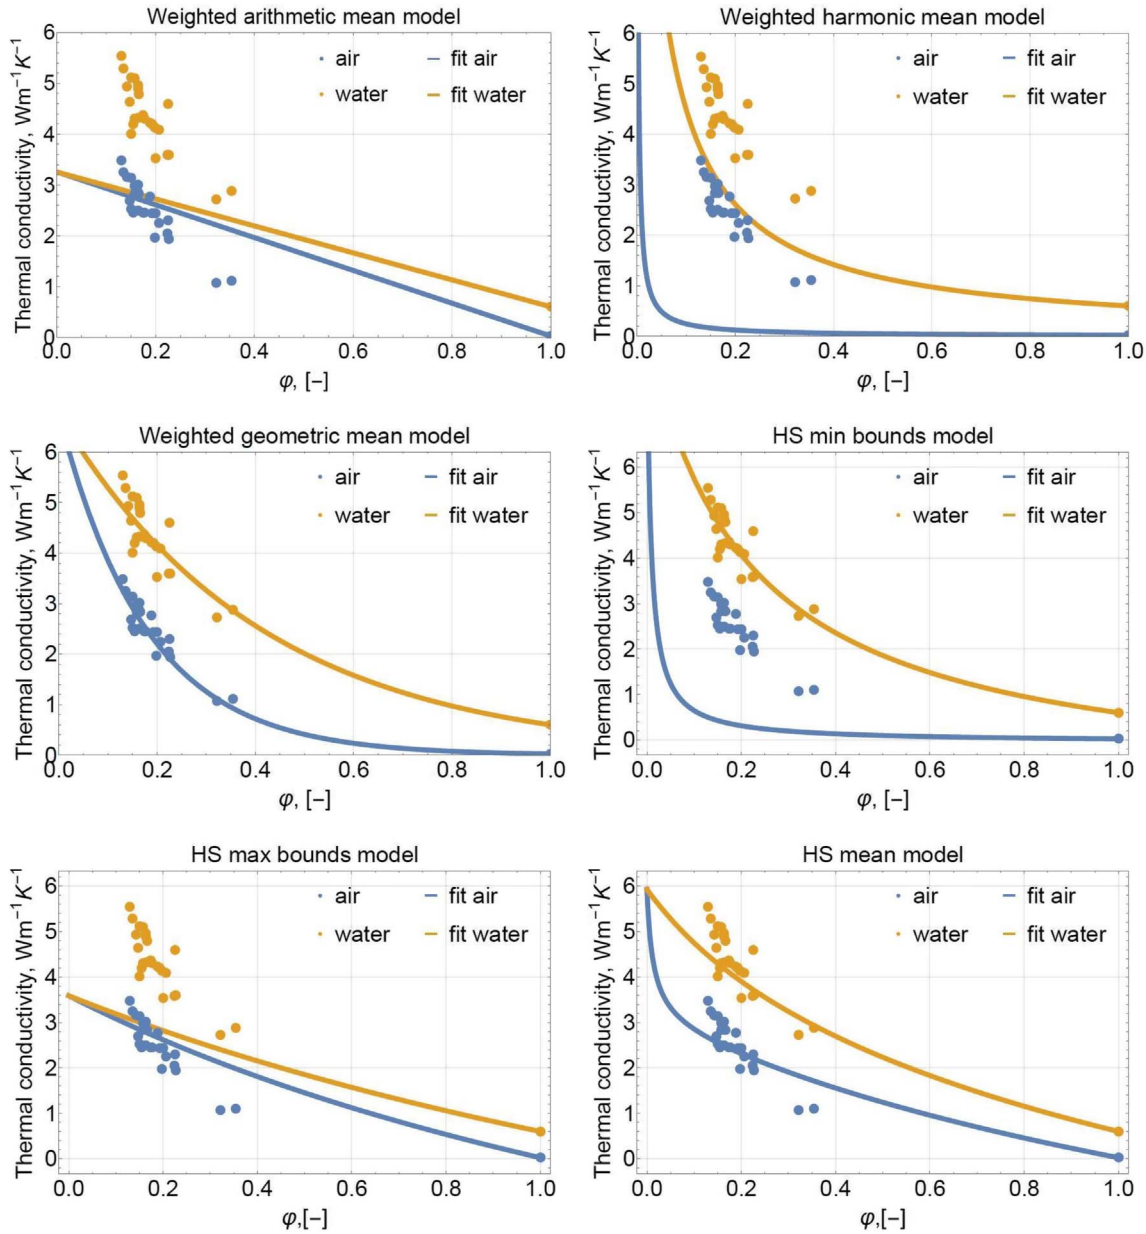 Weighted arithmetic mean model
Thermal conductivity, Wm⁻¹K⁻¹
6
5
4
3
2
1
0
air
fit air
water
fit water
0.0
0.2
0.4
0.6
0.8
1.0
φ, [−]
Weighted harmonic mean model
Thermal conductivity, Wm⁻¹K⁻¹
6
5
4
3
2
1
0
air
fit air
water
fit water
0.0
0.2
0.4
0.6
0.8
1.0
φ, [−]
Weighted geometric mean model
Thermal conductivity, Wm⁻¹K⁻¹
6
5
4
3
2
1
0
air
fit air
water
fit water
0.0
0.2
0.4
0.6
0.8
1.0
φ, [−]
HS min bounds model
Thermal conductivity, Wm⁻¹K⁻¹
6
5
4
3
2
1
0
air
fit air
water
fit water
0.0
0.2
0.4
0.6
0.8
1.0
φ, [−]
HS max bounds model
Thermal conductivity, Wm⁻¹K⁻¹
6
5
4
3
2
1
0
air
fit air
water
fit water
0.0
0.2
0.4
0.6
0.8
1.0
φ,[−]
HS mean model
Thermal conductivity, Wm⁻¹K⁻¹
6
5
4
3
2
1
0
air
fit air
water
fit water
0.0
0.2
0.4
0.6
0.8
1.0
φ,[−]